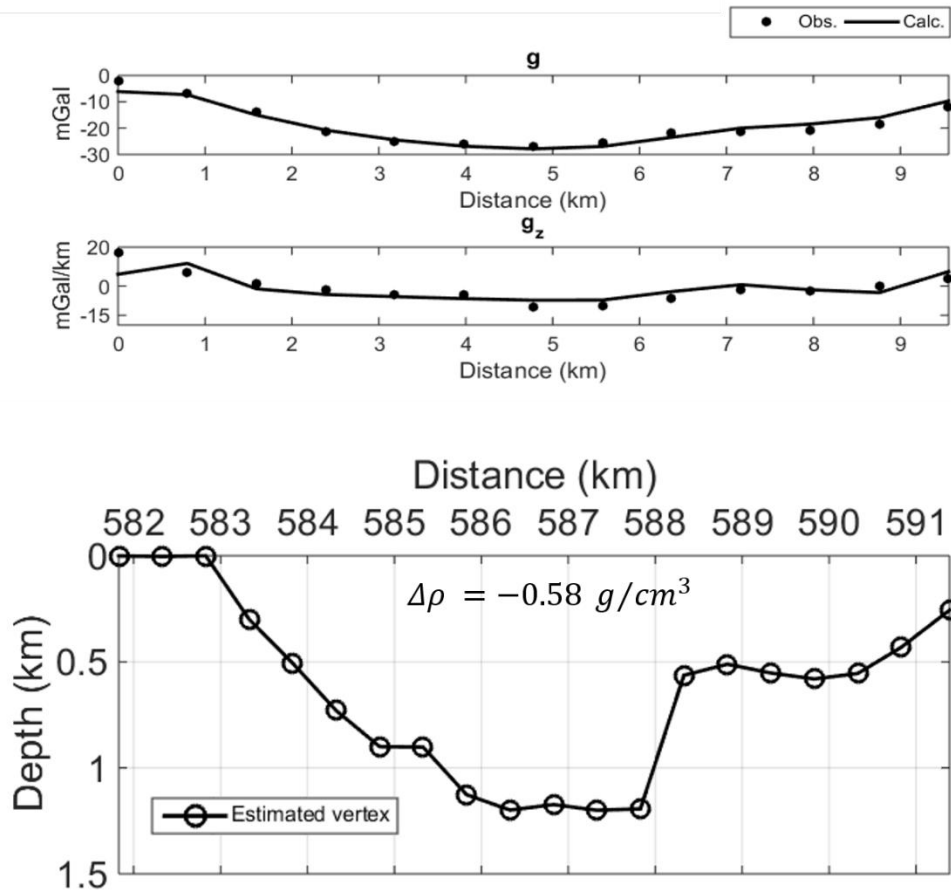 Obs. Calc.
g
mGal
0
-10
-20
-30
0 1 2 3 4 5 6 7 8 9
Distance (km)
g_z
mGal/km
20
0
-15
0 1 2 3 4 5 6 7 8 9
Distance (km)
Distance (km)
582 583 584 585 586 587 588 589 590 591
Depth (km)
0
0.5
1
1.5
Δρ = −0.58 g/cm³
Estimated vertex